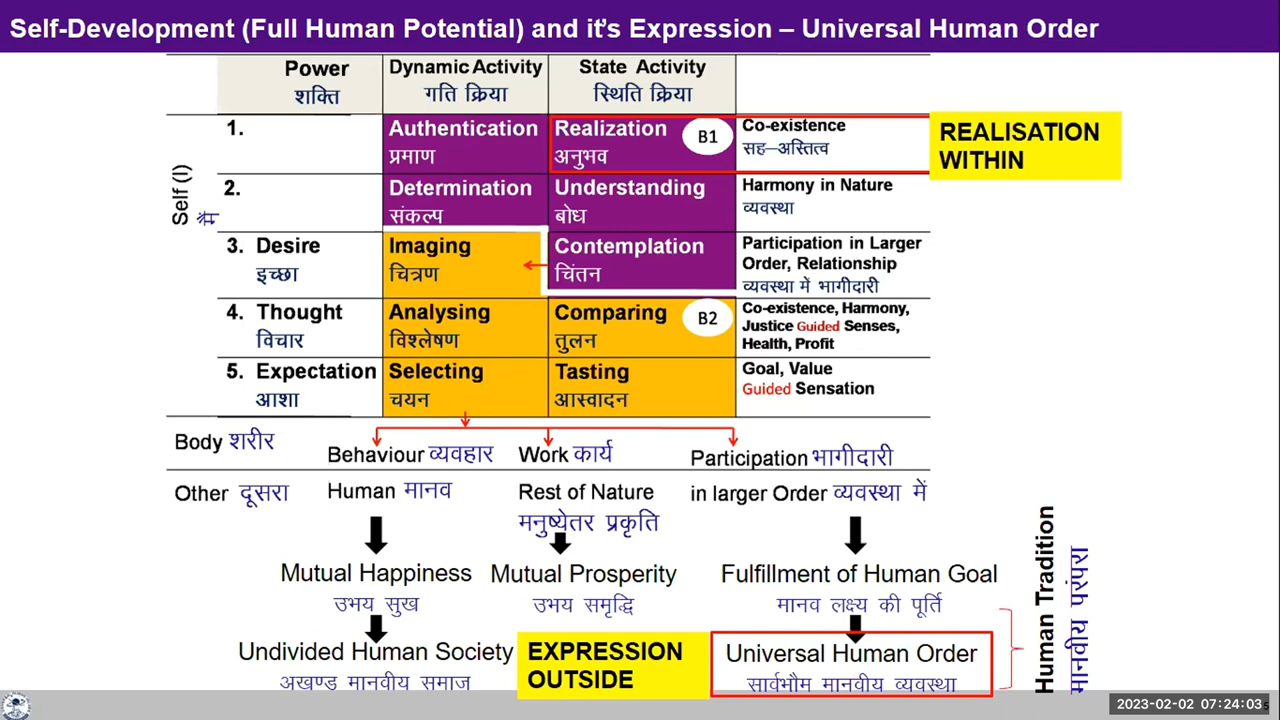 Self-Development (Full Human Potential) and it's Expression – Universal Human Order
Power
शक्ति
Dynamic Activity
गति क्रिया
State Activity
स्थिति क्रिया
Self (I)
मैं
1.
Authentication
प्रमाण
Realization
अनुभव
B1
Co-existence
सह–अस्तित्व
REALISATION
WITHIN
2.
Determination
संकल्प
Understanding
बोध
Harmony in Nature
व्यवस्था
3. Desire
इच्छा
Imaging
चित्रण
Contemplation
चिंतन
Participation in Larger
Order, Relationship
व्यवस्था में भागीदारी
4. Thought
विचार
Analysing
विश्लेषण
Comparing
तुलन
B2
Co-existence, Harmony,
Justice Guided Senses,
Health, Profit
5. Expectation
आशा
Selecting
चयन
Tasting
आस्वादन
Goal, Value
Guided Sensation
Body शरीर
Behaviour व्यवहार
Work कार्य
Participation भागीदारी
Other दूसरा
Human मानव
Rest of Nature
मनुष्येतर प्रकृति
in larger Order व्यवस्था में
Mutual Happiness
उभय सुख
Mutual Prosperity
उभय समृद्धि
Fulfillment of Human Goal
मानव लक्ष्य की पूर्ति
Undivided Human Society
अखण्ड मानवीय समाज
EXPRESSION
OUTSIDE
Universal Human Order
सार्वभौम मानवीय व्यवस्था
Human Tradition
मानवीय परंपरा
2023-02-02 07:24:03